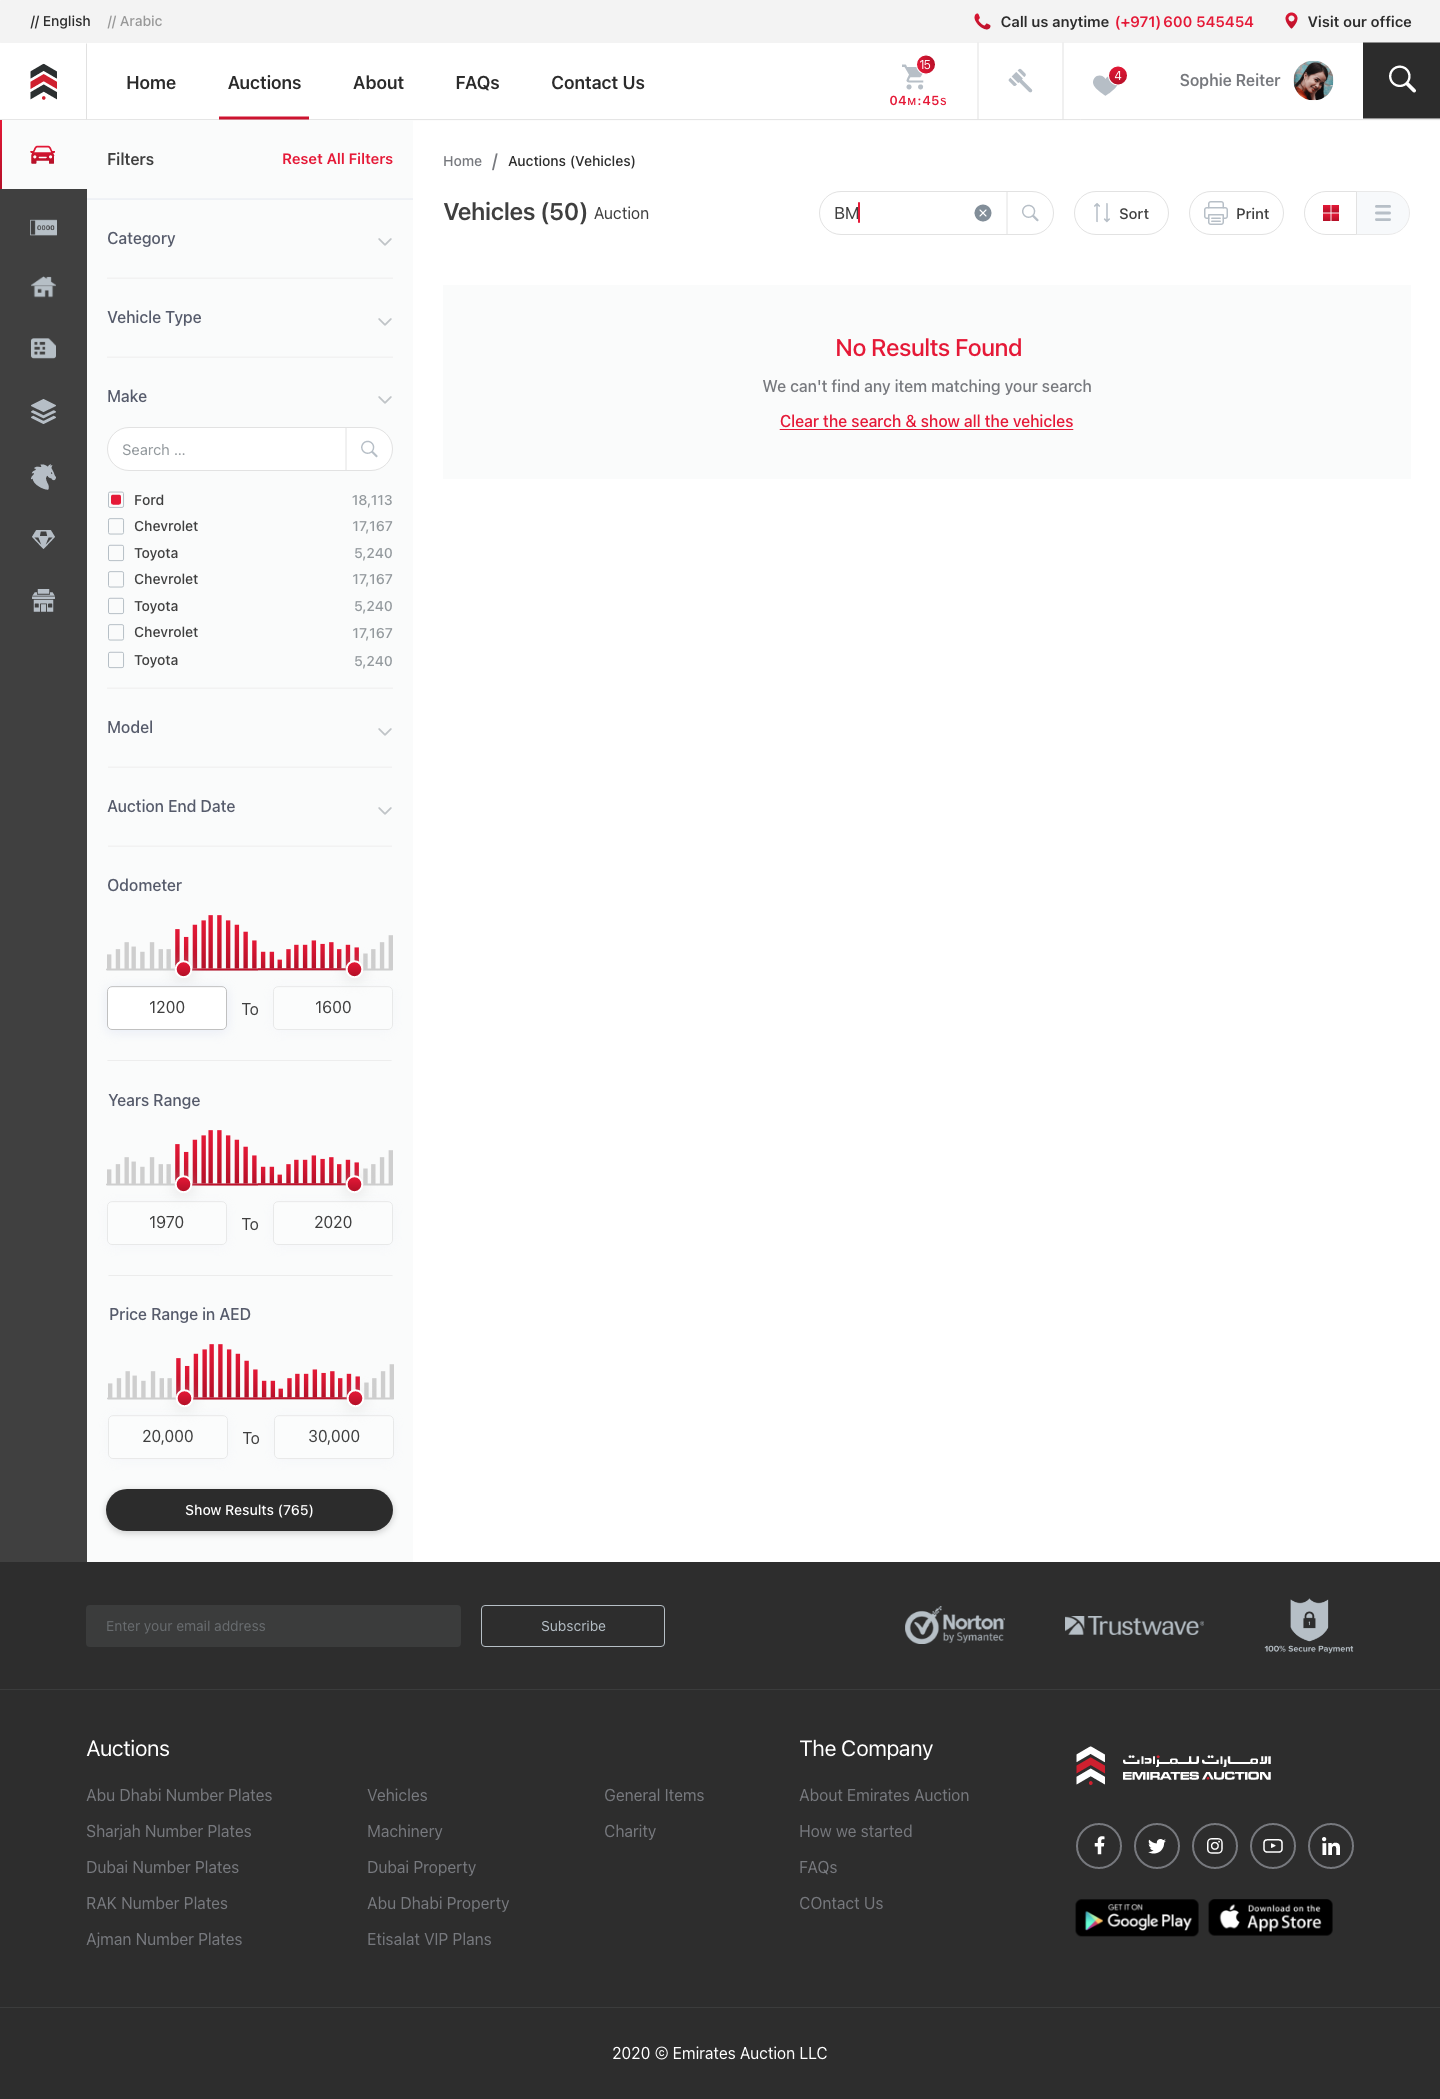 // English // Arabic
Call us anytime (+971) 600 545454
Visit our office
Home Auctions About FAQs Contact Us
15
04M:45S
4
Sophie Reiter
Filters
Reset All Filters
Home / Auctions (Vehicles)
Vehicles (50) Auction
BM
Sort
Print
0000
Category
Vehicle Type
Make
Search ...
Ford 18,113
Chevrolet 17,167
Toyota 5,240
Chevrolet 17,167
Toyota 5,240
Chevrolet 17,167
Toyota 5,240
Model
Auction End Date
Odometer
1200 To 1600
Years Range
1970 To 2020
Price Range in AED
20,000 To 30,000
Show Results (765)
No Results Found
We can't find any item matching your search
Clear the search & show all the vehicles
Enter your email address
Subscribe
Norton
by Symantec
Trustwave®
100% Secure Payment
Auctions
Abu Dhabi Number Plates
Sharjah Number Plates
Dubai Number Plates
RAK Number Plates
Ajman Number Plates
Vehicles
Machinery
Dubai Property
Abu Dhabi Property
Etisalat VIP Plans
General Items
Charity
The Company
About Emirates Auction
How we started
FAQs
COntact Us
الامارات للمزادات
EMIRATES AUCTION
GET IT ON
Google Play
Download on the
App Store
2020 © Emirates Auction LLC